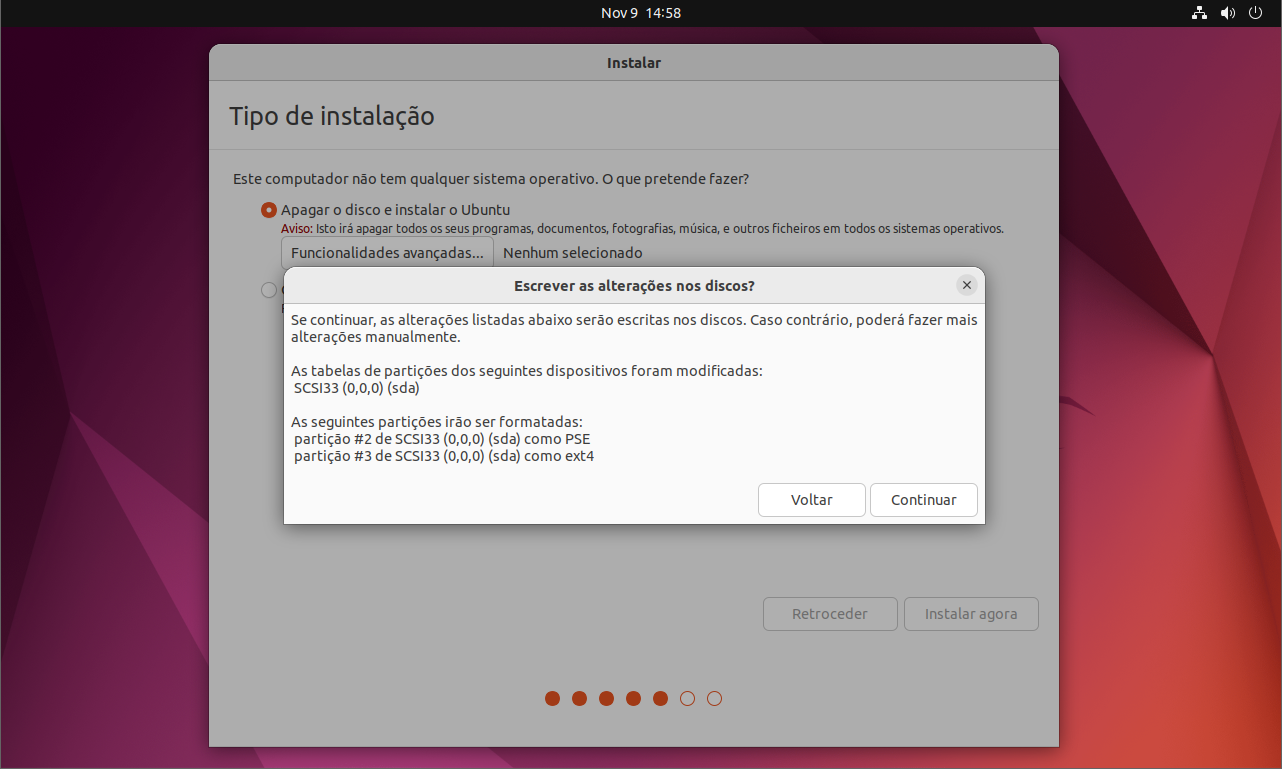 Nov 9 14:58
Instalar
Tipo de instalação
Este computador não tem qualquer sistema operativo. O que pretende fazer?
Apagar o disco e instalar o Ubuntu
Aviso: Isto irá apagar todos os seus programas, documentos, fotografias, música, e outros ficheiros em todos os sistemas operativos.
Funcionalidades avançadas... Nenhum selecionado
Escrever as alterações nos discos?
Se continuar, as alterações listadas abaixo serão escritas nos discos. Caso contrário, poderá fazer mais
alterações manualmente.
As tabelas de partições dos seguintes dispositivos foram modificadas:
SCSI33 (0,0,0) (sda)
As seguintes partições irão ser formatadas:
partição #2 de SCSI33 (0,0,0) (sda) como PSE
partição #3 de SCSI33 (0,0,0) (sda) como ext4
Voltar Continuar
Retroceder Instalar agora